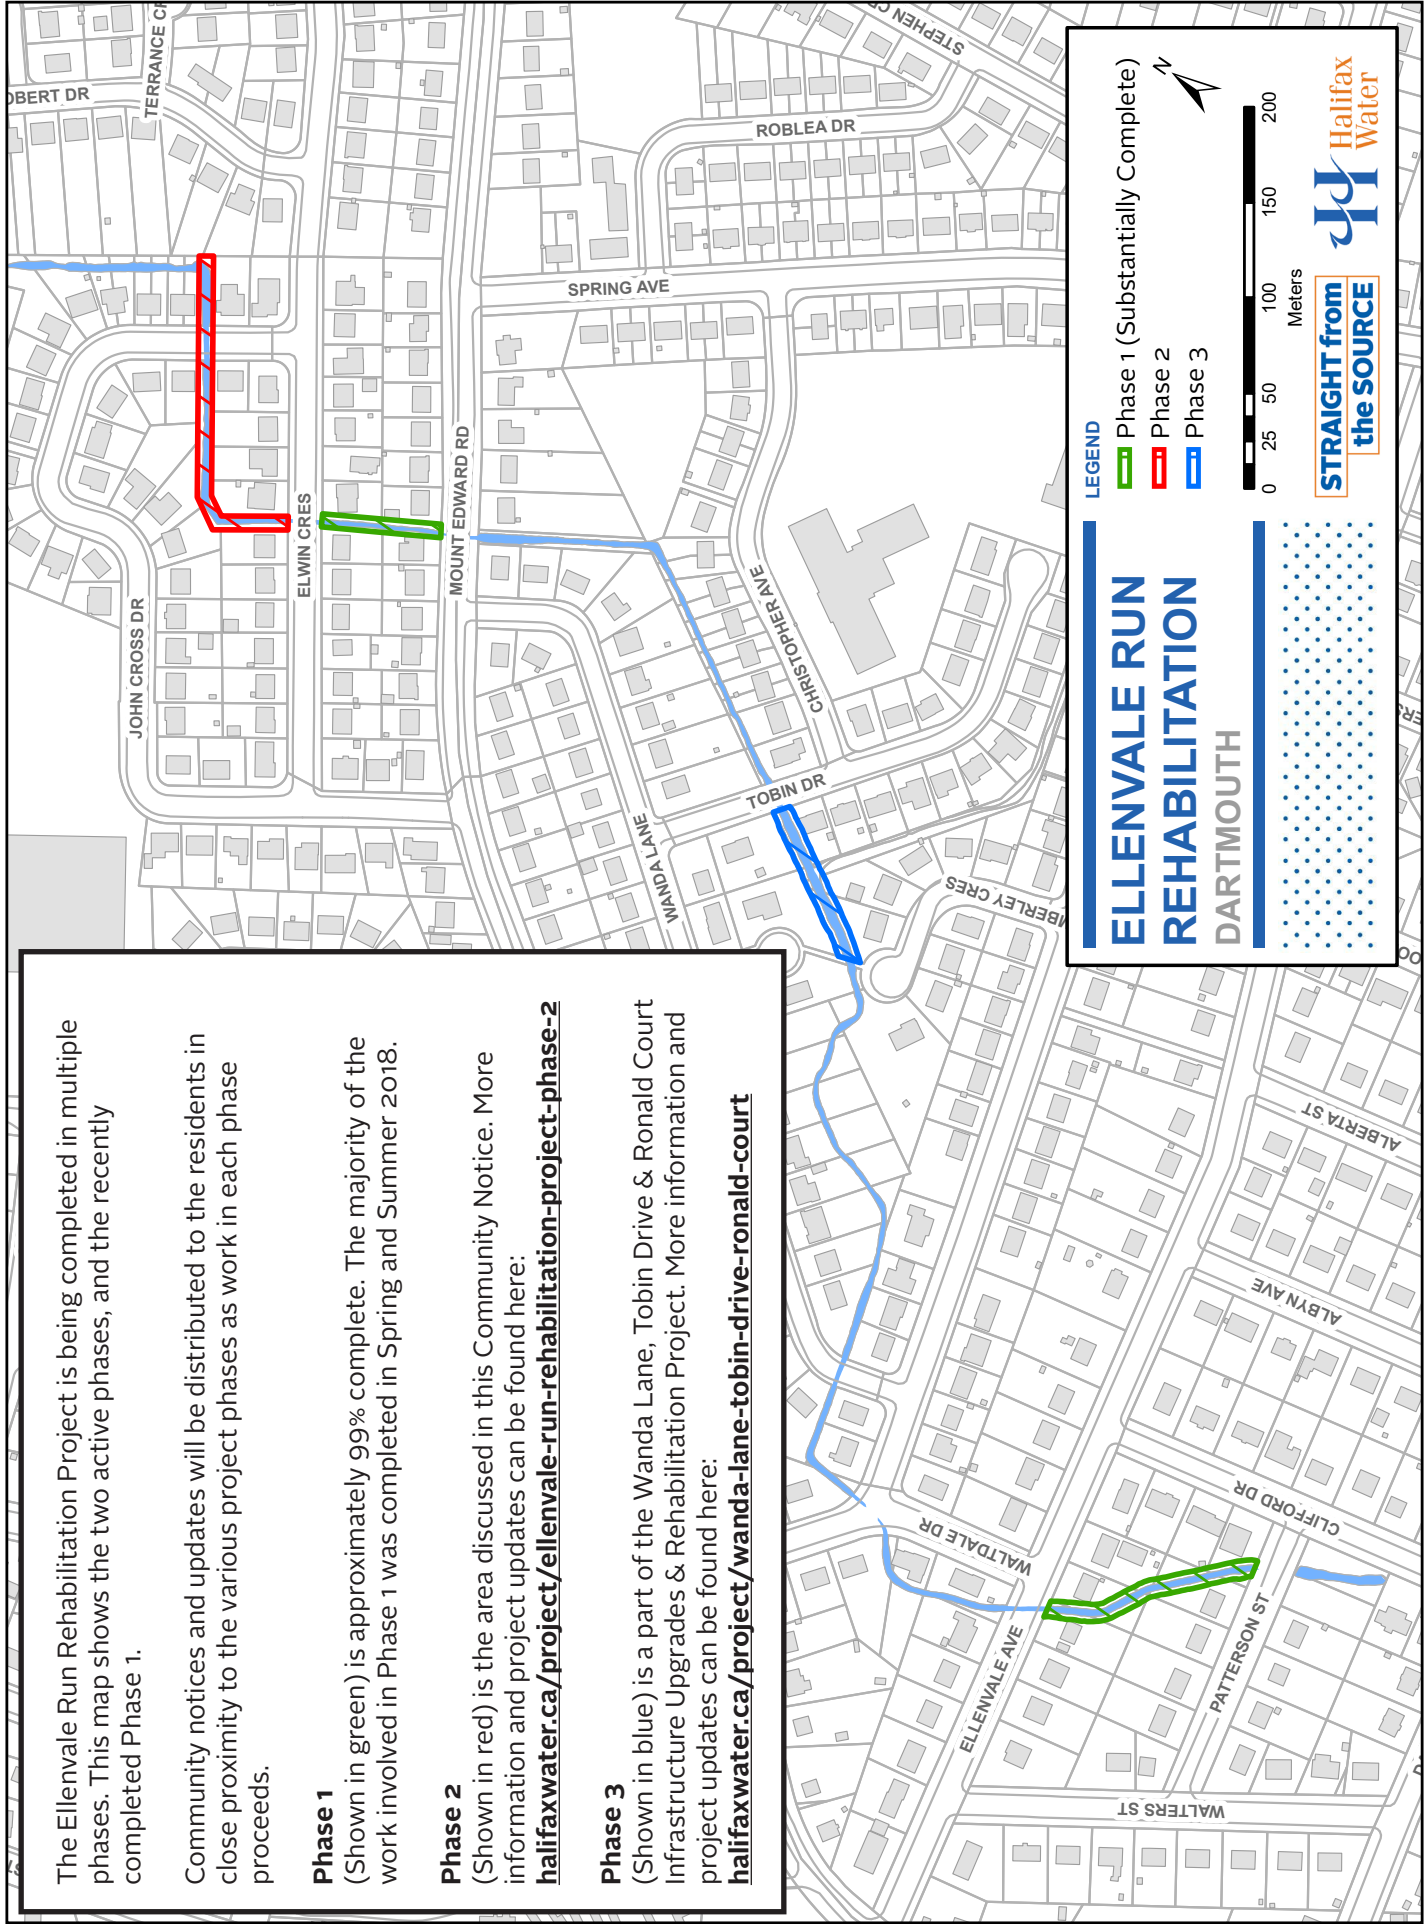 The Ellenvale Run Rehabilitation Project is being completed in multiple
phases. This map shows the two active phases, and the recently
completed Phase 1.
Community notices and updates will be distributed to the residents in
close proximity to the various project phases as work in each phase
proceeds.
Phase 1
(Shown in green) is approximately 99% complete. The majority of the
work involved in Phase 1 was completed in Spring and Summer 2018.
Phase 2
(Shown in red) is the area discussed in this Community Notice. More
information and project updates can be found here:
halifaxwater.ca/project/ellenvale-run-rehabilitation-project-phase-2
Phase 3
(Shown in blue) is a part of the Wanda Lane, Tobin Drive & Ronald Court
Infrastructure Upgrades & Rehabilitation Project. More information and
project updates can be found here:
halifaxwater.ca/project/wanda-lane-tobin-drive-ronald-court
OBERT DR
TERRANCE CR
JOHN CROSS DR
ELWIN CRES
MOUNT EDWARD RD
SPRING AVE
ROBLEA DR
STEPHEN C
CHRISTOPHER AVE
TOBIN DR
WANDA LANE
MBERLEY CRES
WALTDALE DR
ELLENVALE AVE
PATTERSON ST
CLIFFORD DR
ALBYN AVE
ALBERTA ST
WALTERS ST
ELLENVALE RUN
REHABILITATION
DARTMOUTH
LEGEND
Phase 1 (Substantially Complete)
Phase 2
Phase 3
N
0 25 50 100 150 200
Meters
STRAIGHT from
the SOURCE
Halifax
Water